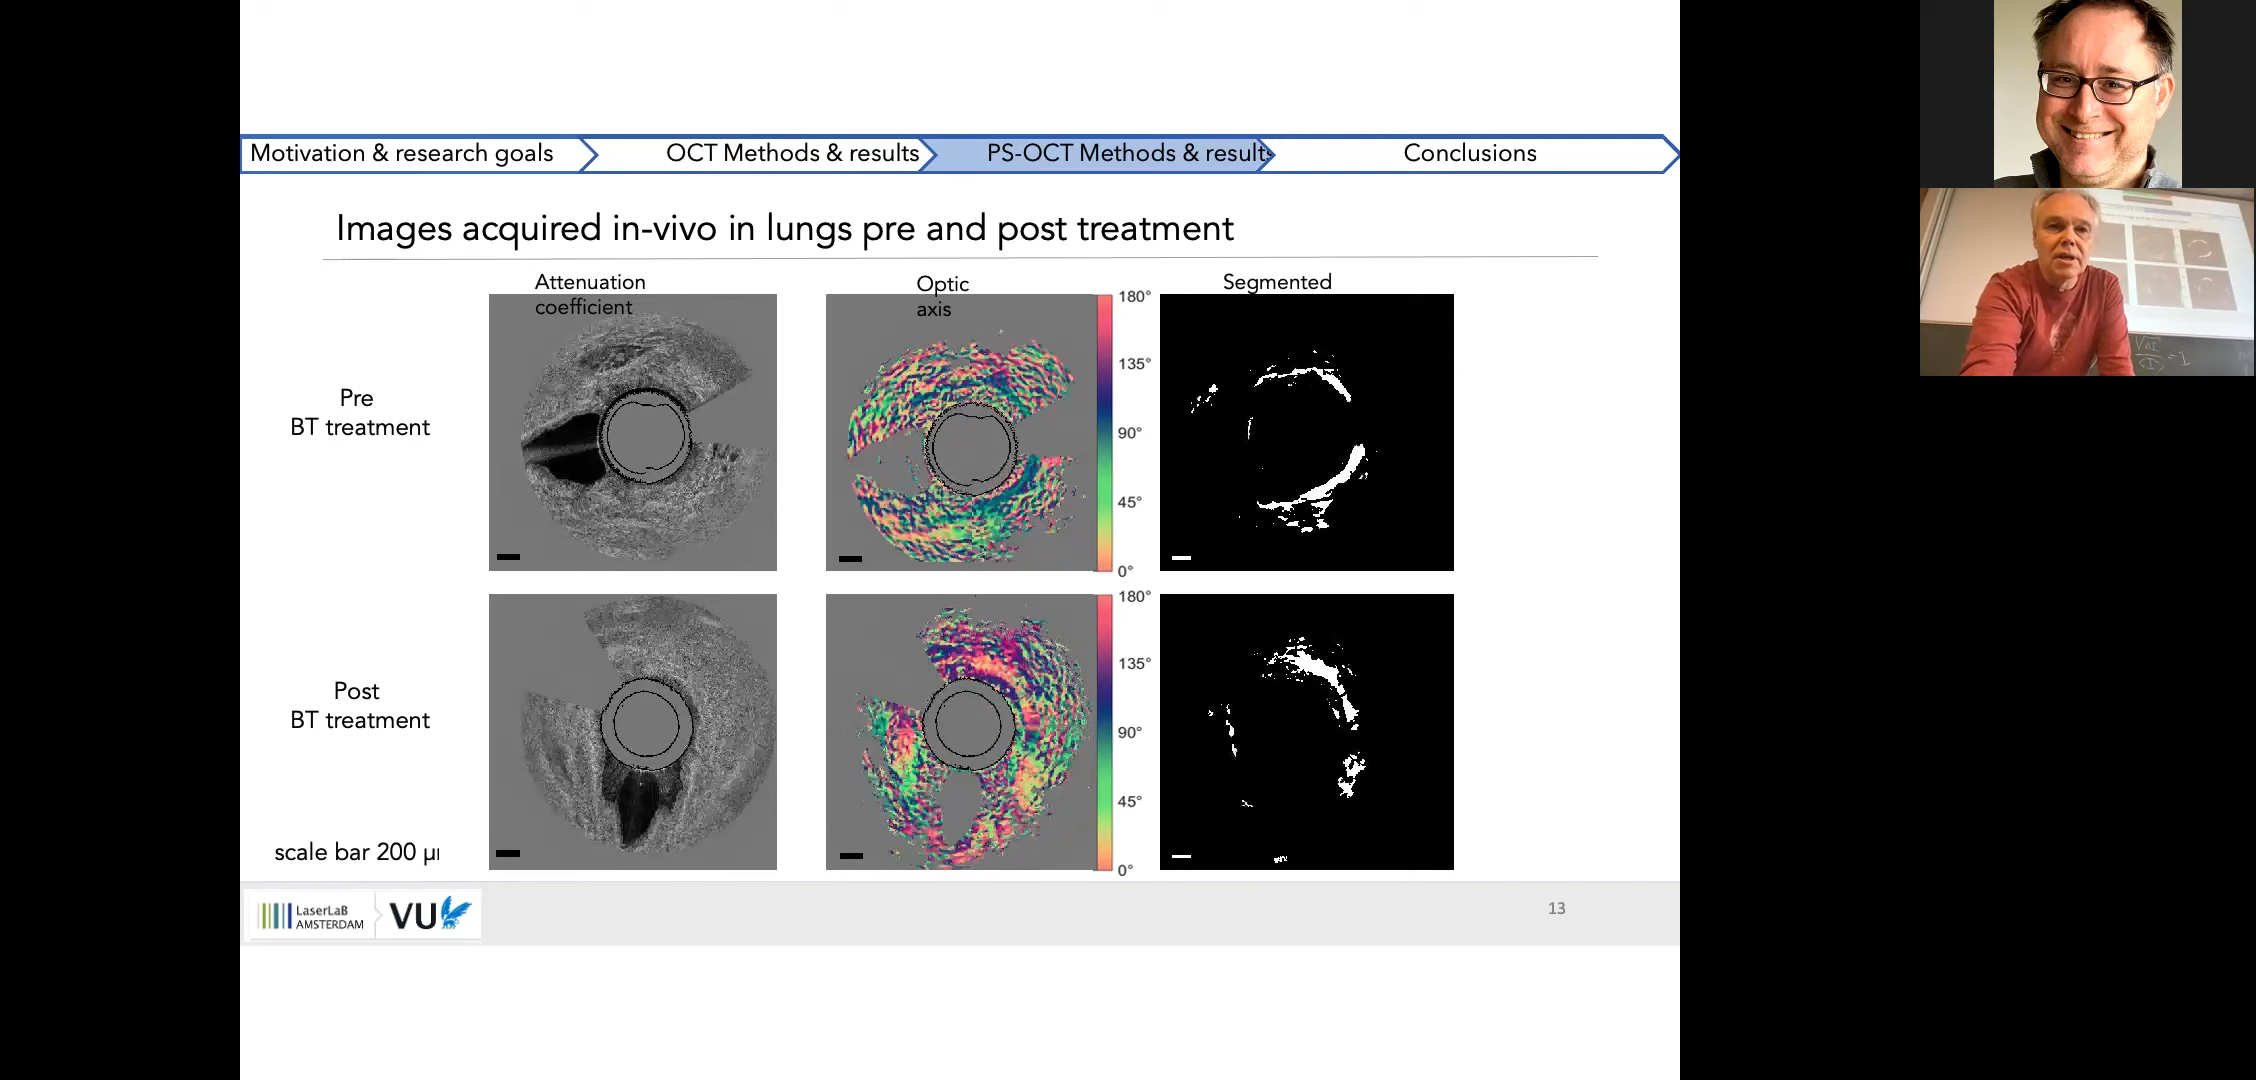 Motivation & research goals
OCT Methods & results
PS-OCT Methods & results
Conclusions
Images acquired in-vivo in lungs pre and post treatment
Attenuation
coefficient
Optic
axis
Segmented
Pre
BT treatment
180°
135°
90°
45°
0°
Post
BT treatment
180°
135°
90°
45°
0°
scale bar 200
LaserLaB
AMSTERDAM
VU
13